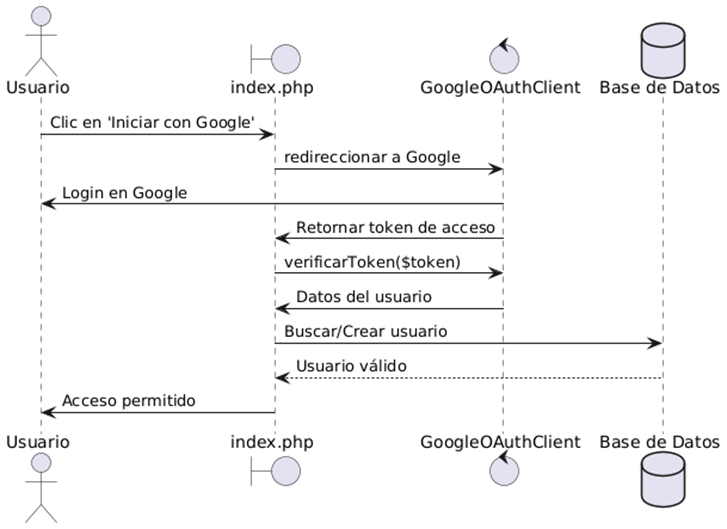 Usuario
index.php
GoogleOAuthClient
Base de Datos
Clic en 'Iniciar con Google'
redireccionar a Google
Login en Google
Retornar token de acceso
verificarToken($token)
Datos del usuario
Buscar/Crear usuario
Usuario válido
Acceso permitido
Usuario
index.php
GoogleOAuthClient
Base de Datos